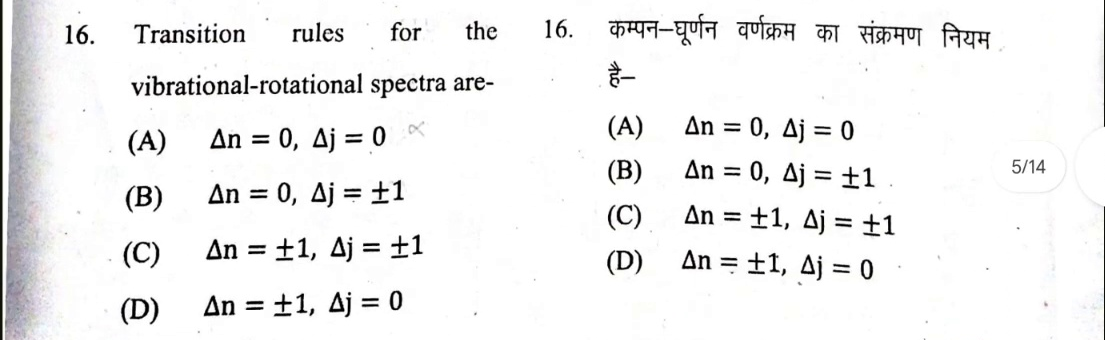 16. Transition rules for the
vibrational-rotational spectra are-
(A) Δn = 0, Δj = 0
(B) Δn = 0, Δj = ±1
(C) Δn = ±1, Δj = ±1
(D) Δn = ±1, Δj = 0
16. कम्पन–घूर्णन वर्णक्रम का संक्रमण नियम
है–
(A) Δn = 0, Δj = 0
(B) Δn = 0, Δj = ±1
(C) Δn = ±1, Δj = ±1
(D) Δn = ±1, Δj = 0
5/14